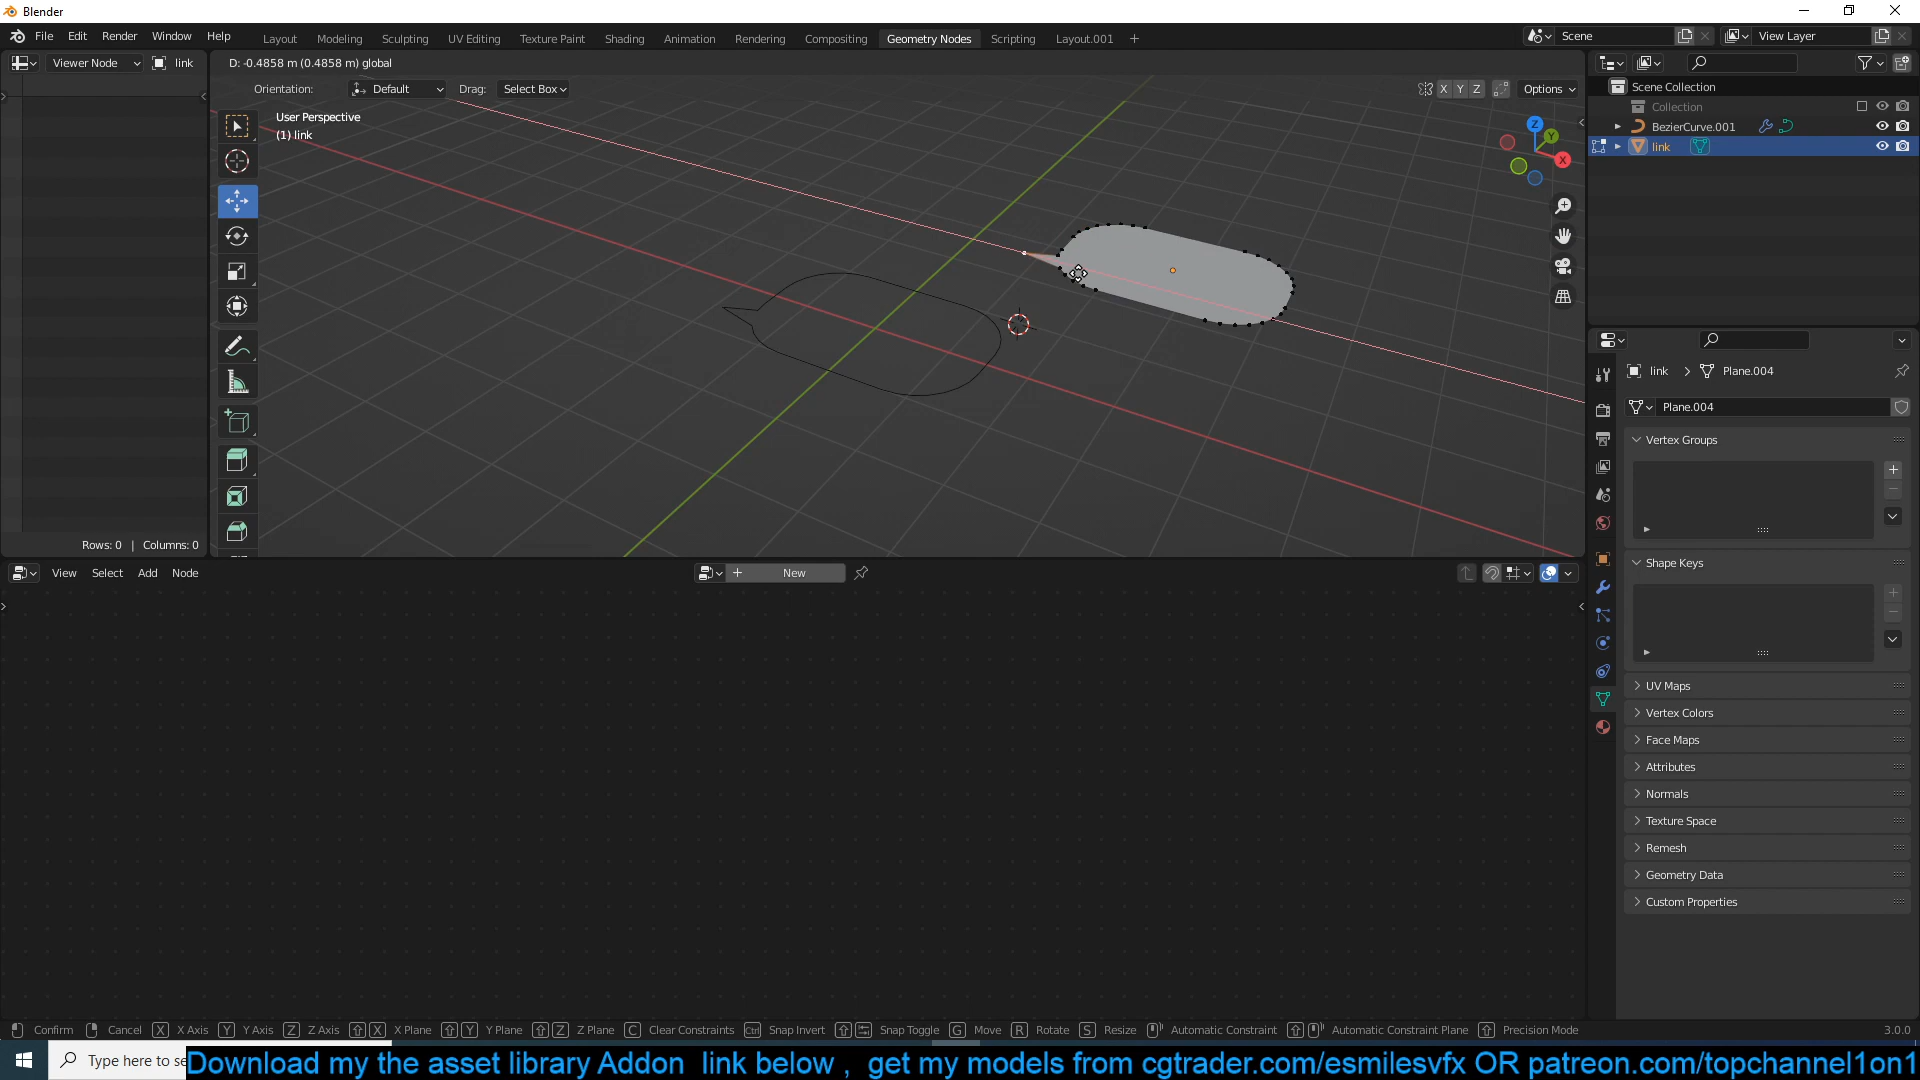 Blender
File Edit Render Window Help
Layout Modeling Sculpting UV Editing Texture Paint Shading Animation Rendering Compositing Geometry Nodes Scripting Layout.001
Scene
View Layer
Viewer Node
link
D: -0.4858 m (0.4858 m) global
Orientation: Default Drag: Select Box
X Y Z Options
User Perspective
(1) link
Z
Y
X
Scene Collection
Collection
BezierCurve.001
link
link > Plane.004
Plane.004
Vertex Groups
Shape Keys
UV Maps
Vertex Colors
Face Maps
Attributes
Normals
Texture Space
Remesh
Geometry Data
Custom Properties
Rows: 0 | Columns: 0
View Select Add Node
New
Confirm Cancel X X Axis Y Y Axis Z Z Axis X X Plane Y Y Plane Z Z Plane C Clear Constraints Ctrl Snap Invert Snap Toggle G Move R Rotate S Resize Automatic Constraint Automatic Constraint Plane Precision Mode
3.0.0
Type here to se
Download my the asset library Addon link below , get my models from cgtrader.com/esmilesvfx OR patreon.com/topchannel1on1